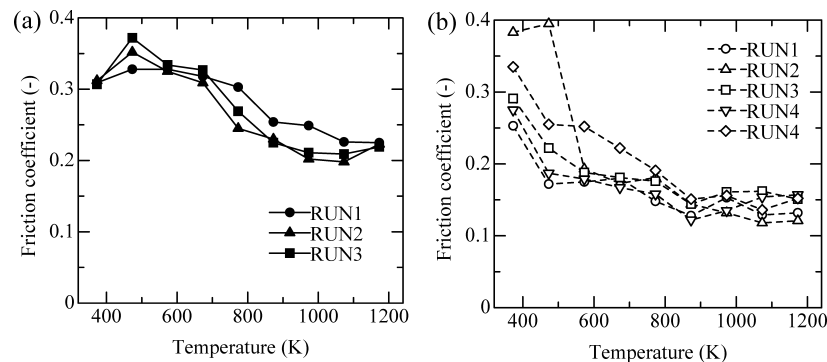 (a)
0.4
0.3
0.2
0.1
0
Friction coefficient (-)
RUN1
RUN2
RUN3
400 600 800 1000 1200
Temperature (K)
(b)
0.4
0.3
0.2
0.1
0
Friction coefficient (-)
RUN1
RUN2
RUN3
RUN4
RUN4
400 600 800 1000 1200
Temperature (K)